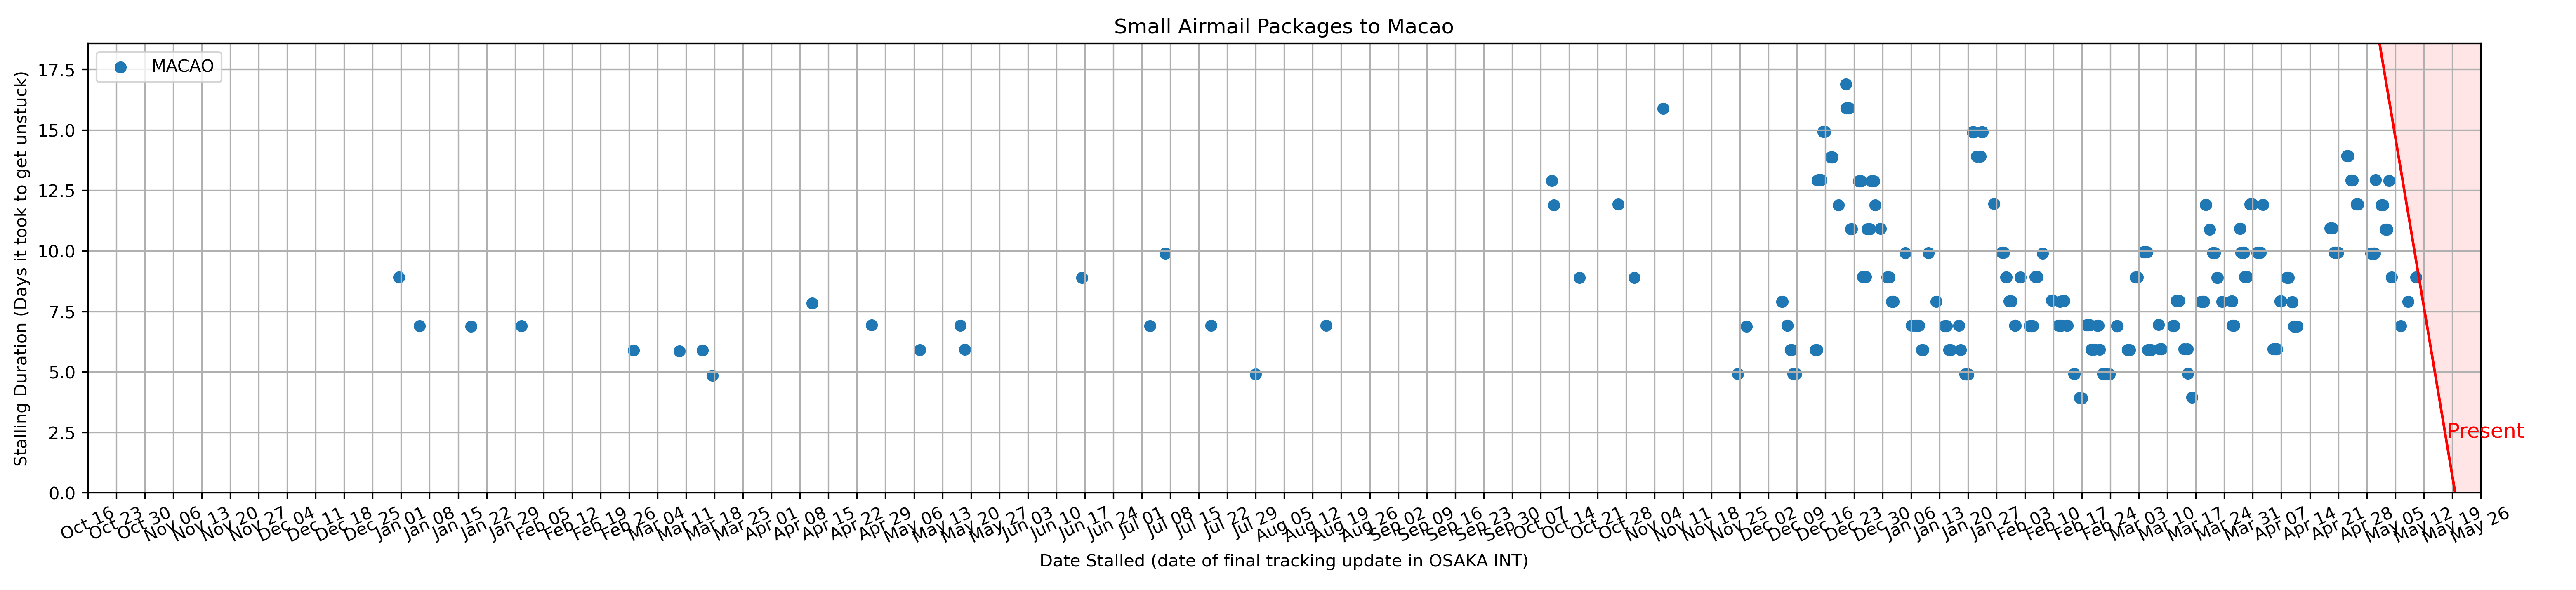 Small Airmail Packages to Macao
MACAO
Stalling Duration (Days it took to get unstuck)
17.5
15.0
12.5
10.0
7.5
5.0
2.5
0.0
Present
Oct 16
Oct 23
Oct 30
Nov 06
Nov 13
Nov 20
Nov 27
Dec 04
Dec 11
Dec 18
Dec 25
Jan 01
Jan 08
Jan 15
Jan 22
Jan 29
Feb 05
Feb 12
Feb 19
Feb 26
Mar 04
Mar 11
Mar 18
Mar 25
Apr 01
Apr 08
Apr 15
Apr 22
Apr 29
May 06
May 13
May 20
May 27
Jun 03
Jun 10
Jun 17
Jun 24
Jul 01
Jul 08
Jul 15
Jul 22
Jul 29
Aug 05
Aug 12
Aug 19
Aug 26
Sep 02
Sep 09
Sep 16
Sep 23
Sep 30
Oct 07
Oct 14
Oct 21
Oct 28
Nov 04
Nov 11
Nov 18
Nov 25
Dec 02
Dec 09
Dec 16
Dec 23
Dec 30
Jan 06
Jan 13
Jan 20
Jan 27
Feb 03
Feb 10
Feb 17
Feb 24
Mar 03
Mar 10
Mar 17
Mar 24
Mar 31
Apr 07
Apr 14
Apr 21
Apr 28
May 05
May 12
May 19
May 26
Date Stalled (date of final tracking update in OSAKA INT)